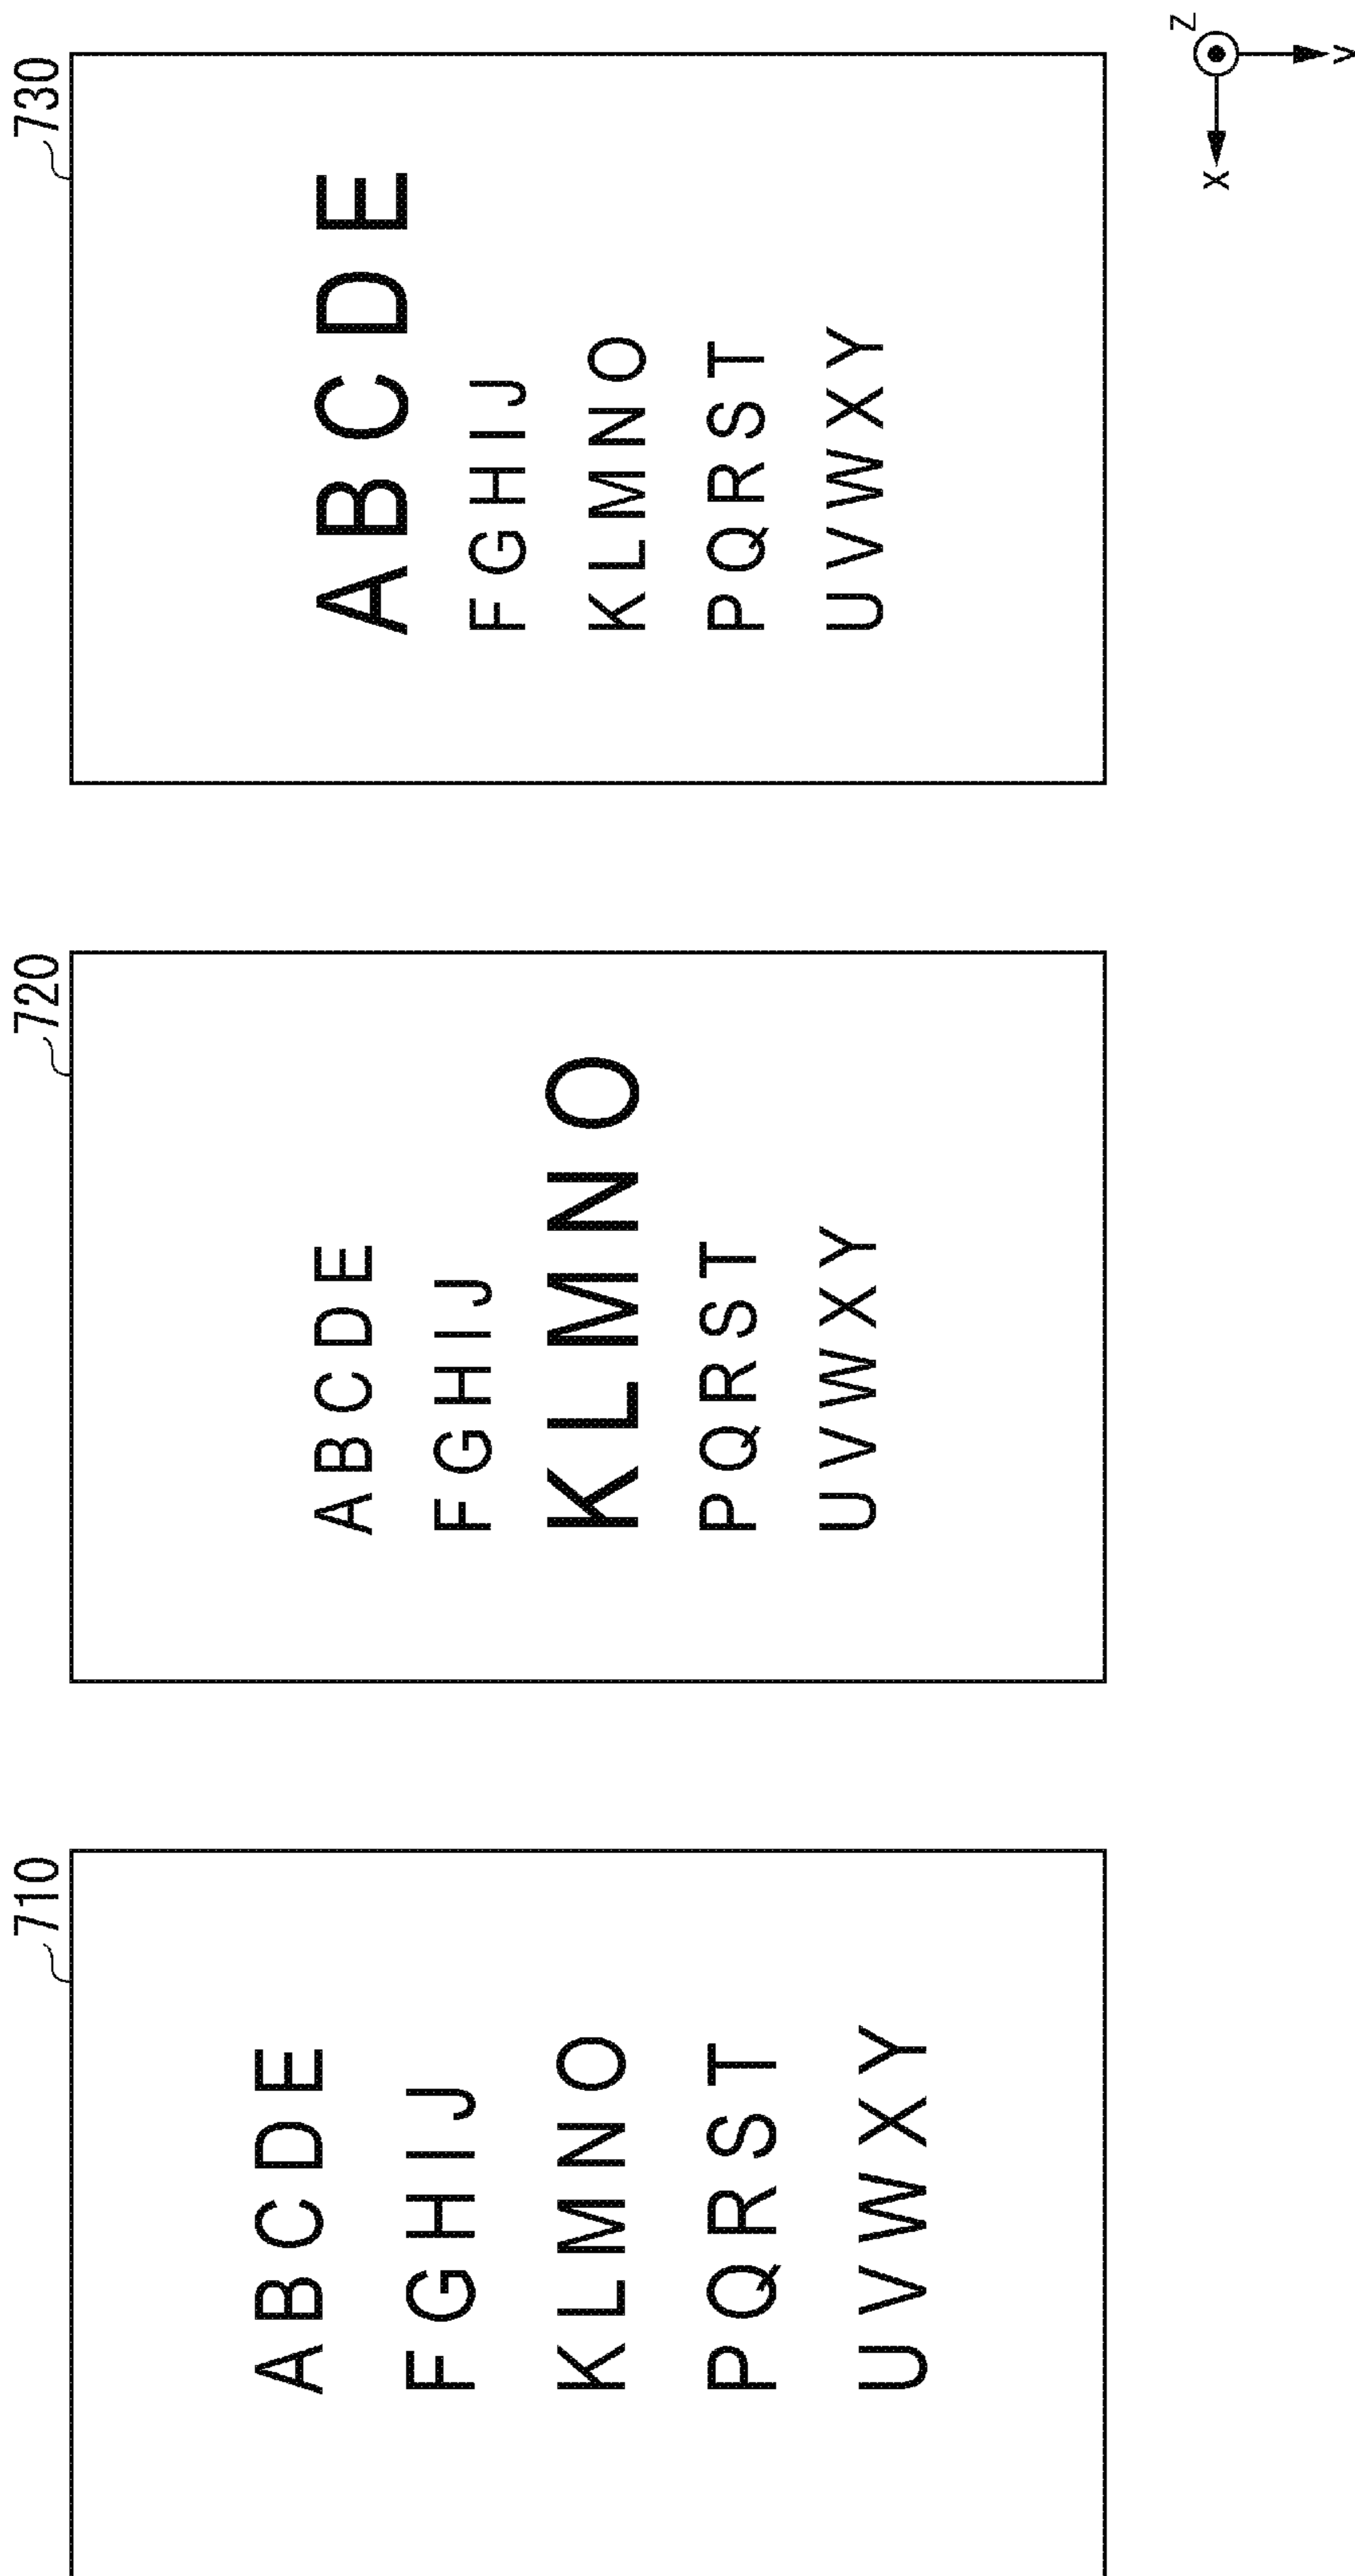 710
ABCDE
FGHIJ
KLMNO
PQRST
UVWXY
720
ABCDE
FGHIJ
KLMNO
PQRST
UVWXY
730
ABCDE
FGHIJ
KLMNO
PQRST
UVWXY
Z
X
Y